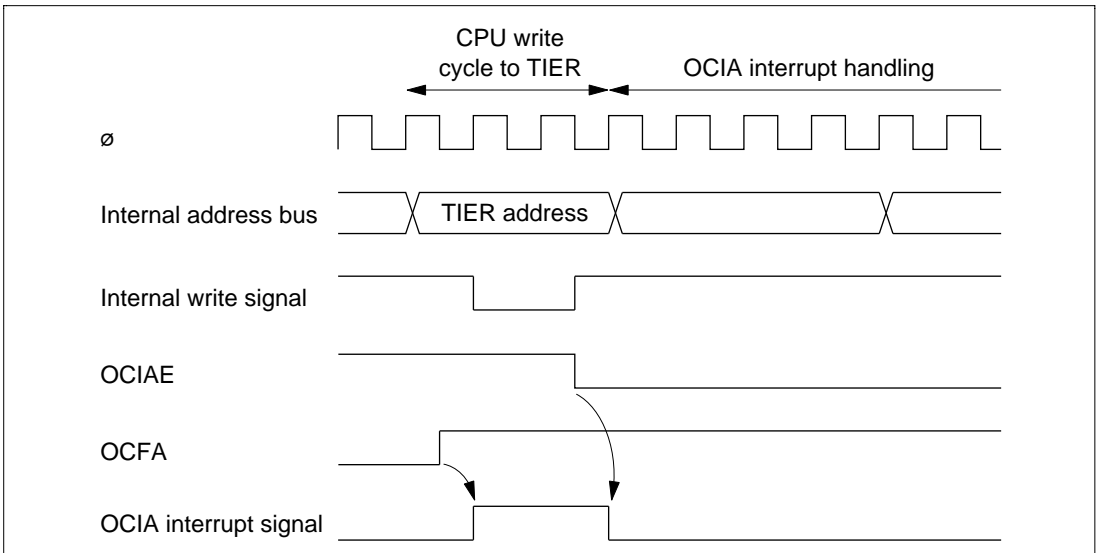 CPU write
cycle to TIER
OCIA interrupt handling
ø
Internal address bus
TIER address
Internal write signal
OCIAE
OCFA
OCIA interrupt signal